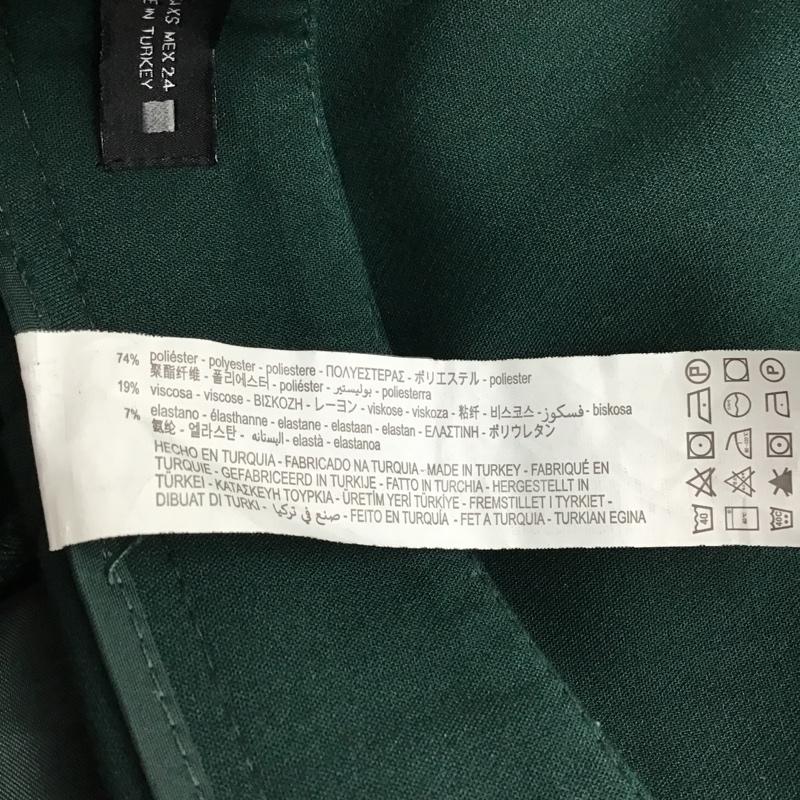 XS MEX 24
IN TURKEY
74% poliéster - polyester - poliestere - ΠΟΛΥΕΣΤΕΡΑΣ - ポリエステル - poliester
聚酯纤维 - 폴리에스터 - poliéster - بوليستير - poliesterra
19% viscosa - viscose - ΒΙΣΚΟΖΗ - レーヨン - viskose - viskoza - 粘纤 - 비스코스 - فسكوز - biskosa
7% elastano - élasthanne - elastane - elastaan - elastan - ΕΛΑΣΤΙΝΗ - ポリウレタン
氨纶 - 엘라스탄 - البستانه - elastà - elastanoa
HECHO EN TURQUIA - FABRICADO NA TURQUIA - MADE IN TURKEY - FABRIQUÉ EN
TURQUIE - GEFABRICEERD IN TURKIJE - FATTO IN TURCHIA - HERGESTELLT IN
TÜRKEI - ΚΑΤΑΣΚΕΥΗ ΤΟΥΡΚΙΑ - ÜRETİM YERİ TÜRKİYE - FREMSTILLET I TYRKIET -
DIBUAT DI TURKI - صنع في تركيا - FEITO EN TURQUÍA - FET A TURQUIA - TURKIAN EGINA
P P
40 40C